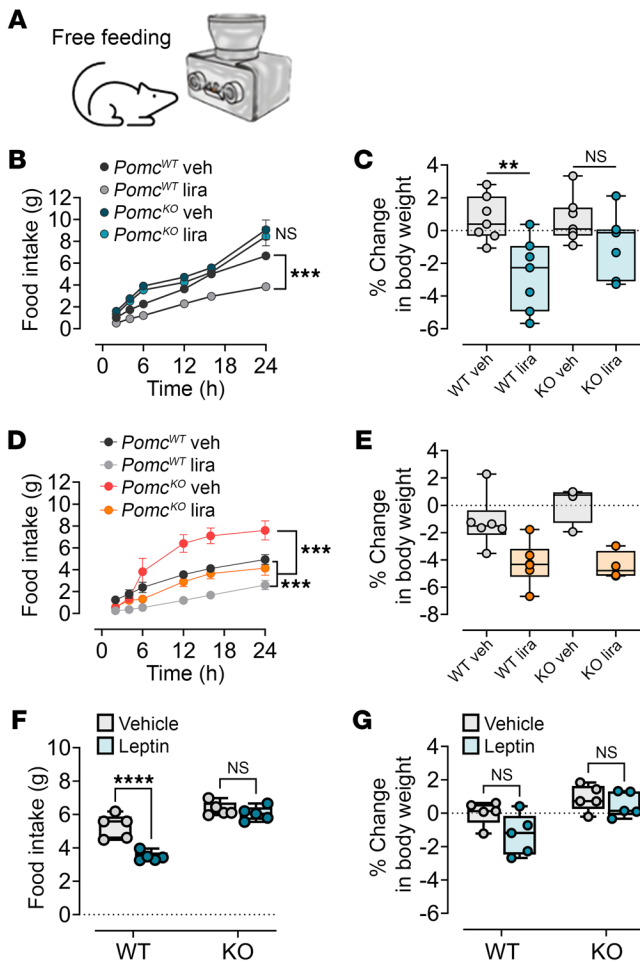 A
Free feeding
B
Pomc^WT veh
Pomc^WT lira
Pomc^KO veh
Pomc^KO lira
Food intake (g)
12
10
8
6
4
2
0
NS
***
0 6 12 18 24
Time (h)
C
% Change
in body weight
4
2
0
-2
-4
-6
**
NS
WT veh
WT lira
KO veh
KO lira
D
Pomc^WT veh
Pomc^WT lira
Pomc^KO veh
Pomc^KO lira
Food intake (g)
12
10
8
6
4
2
0
***
***
0 6 12 18 24
Time (h)
E
% Change
in body weight
4
2
0
-2
-4
-6
-8
WT veh
WT lira
KO veh
KO lira
F
Vehicle
Leptin
Food intake (g)
10
8
6
4
2
0
****
NS
WT KO
G
Vehicle
Leptin
% Change
in body weight
4
2
0
-2
-4
-6
NS
NS
WT KO